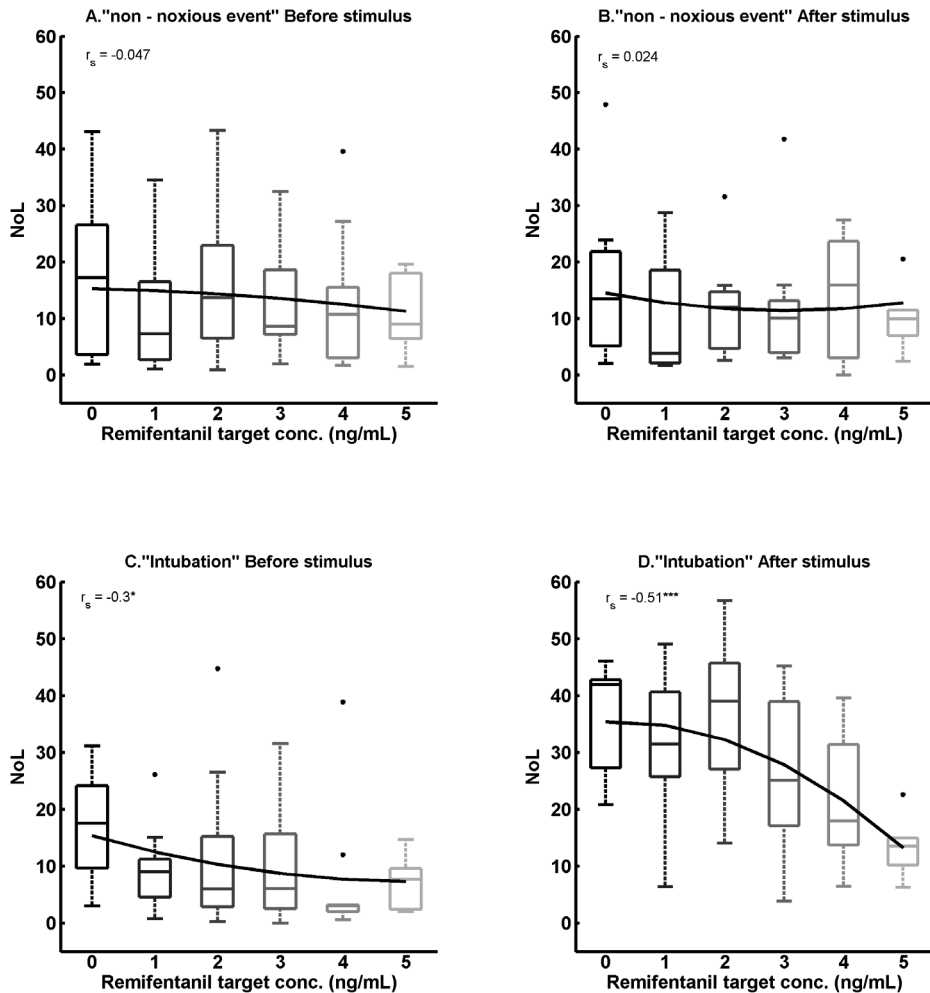 A."non - noxious event" Before stimulus
r_s = -0.047
NoL
60
50
40
30
20
10
0
0 1 2 3 4 5
Remifentanil target conc. (ng/mL)
B."non - noxious event" After stimulus
r_s = 0.024
NoL
60
50
40
30
20
10
0
0 1 2 3 4 5
Remifentanil target conc. (ng/mL)
C."Intubation" Before stimulus
r_s = -0.3*
NoL
60
50
40
30
20
10
0
0 1 2 3 4 5
Remifentanil target conc. (ng/mL)
D."Intubation" After stimulus
r_s = -0.51***
NoL
60
50
40
30
20
10
0
0 1 2 3 4 5
Remifentanil target conc. (ng/mL)